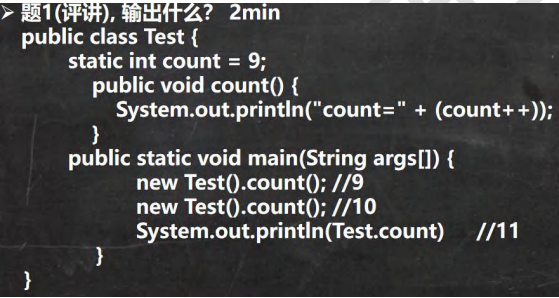 ➢ 题1(评讲), 输出什么? 2min
public class Test {
static int count = 9;
public void count() {
System.out.println("count=" + (count++));
}
public static void main(String args[]) {
new Test().count(); //9
new Test().count(); //10
System.out.println(Test.count) //11
}
}